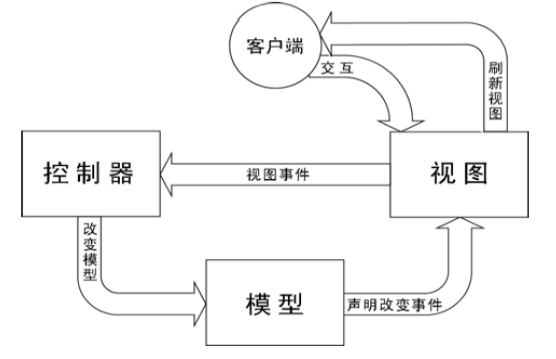 客户端
交互
刷新视图
控制器
视图事件
视图
改变模型
模型
声明改变事件